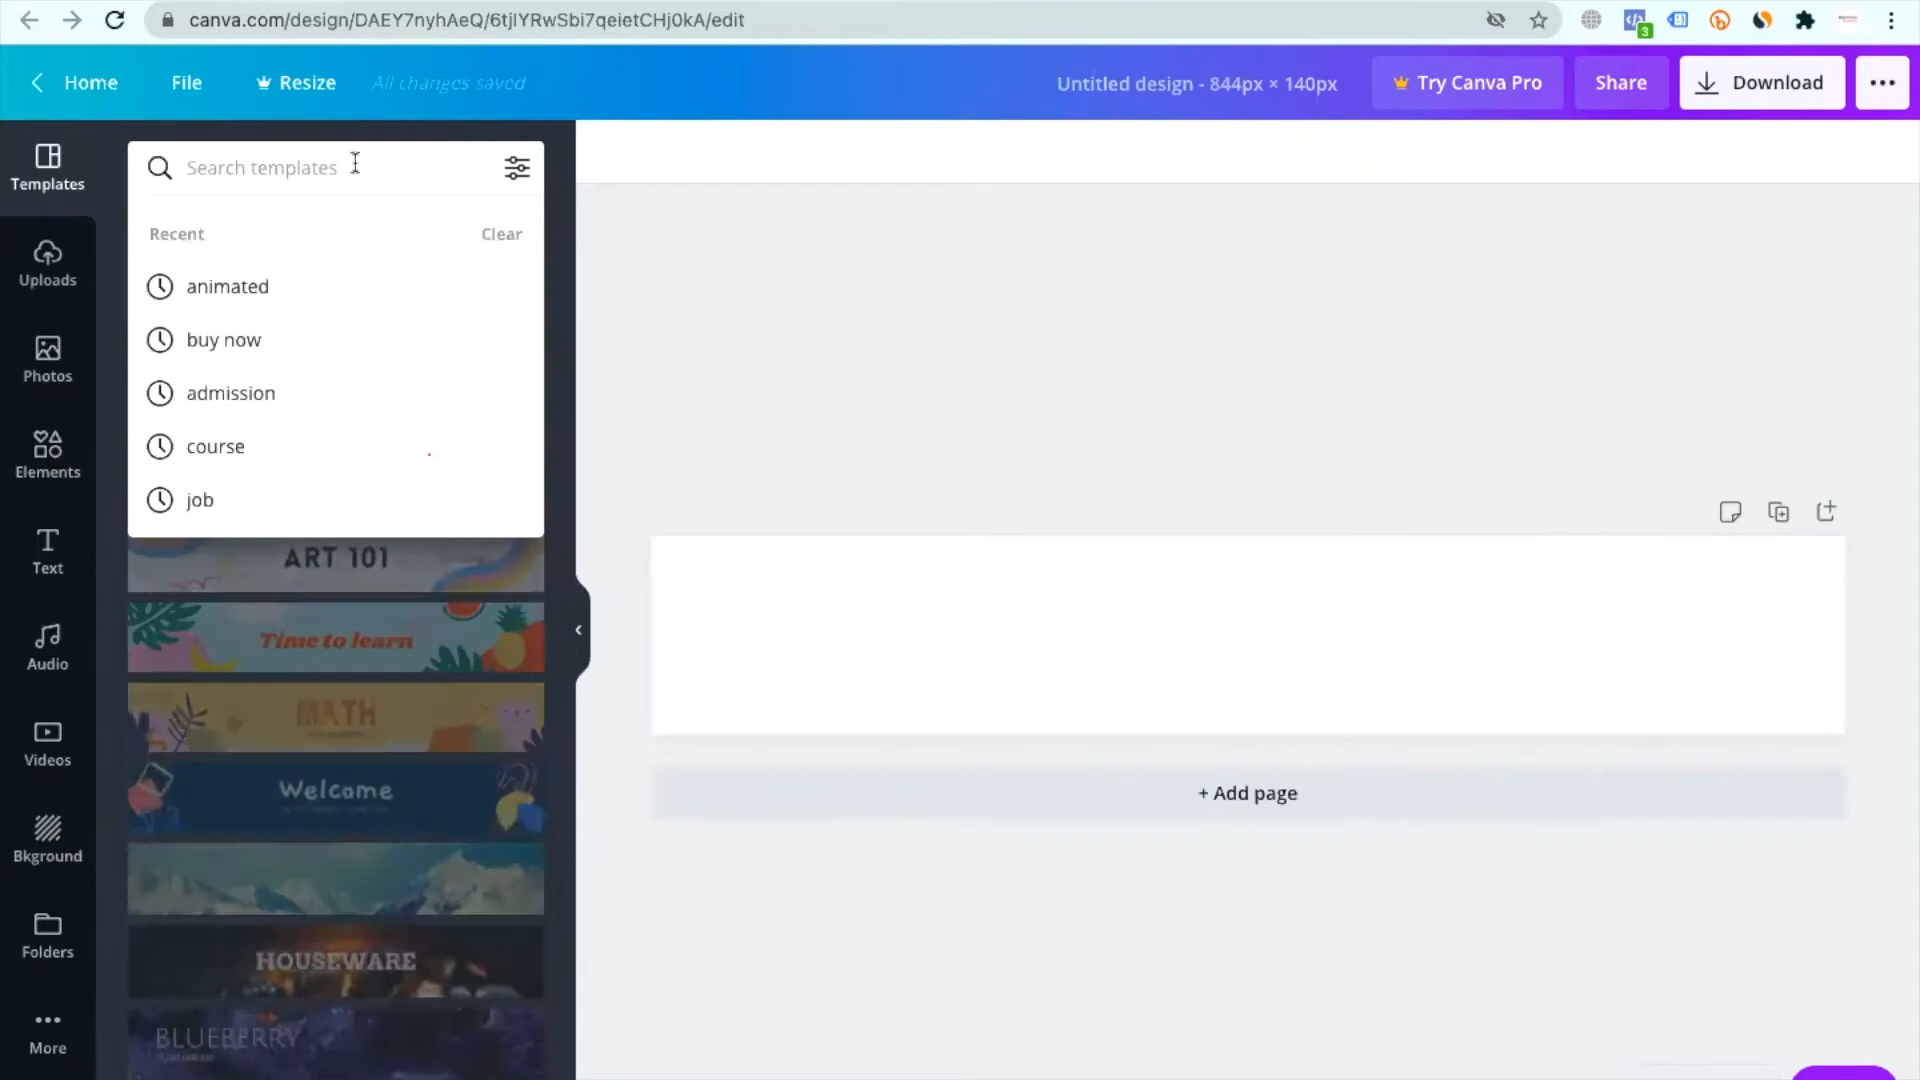 canva.com/design/DAEY7nyhAeQ/6tjlYRwSbi7qeietCHj0kA/edit
3
Home
File
Resize
All changes saved
Untitled design - 844px × 140px
Try Canva Pro
Share
Download
Templates
Uploads
Photos
Elements
Text
Audio
Videos
Bkground
Folders
More
Search templates
Recent
Clear
animated
buy now
admission
course
job
ART 101
Time to learn
MATH
Welcome
HOUSEWARE
BLUEBERRY
+ Add page